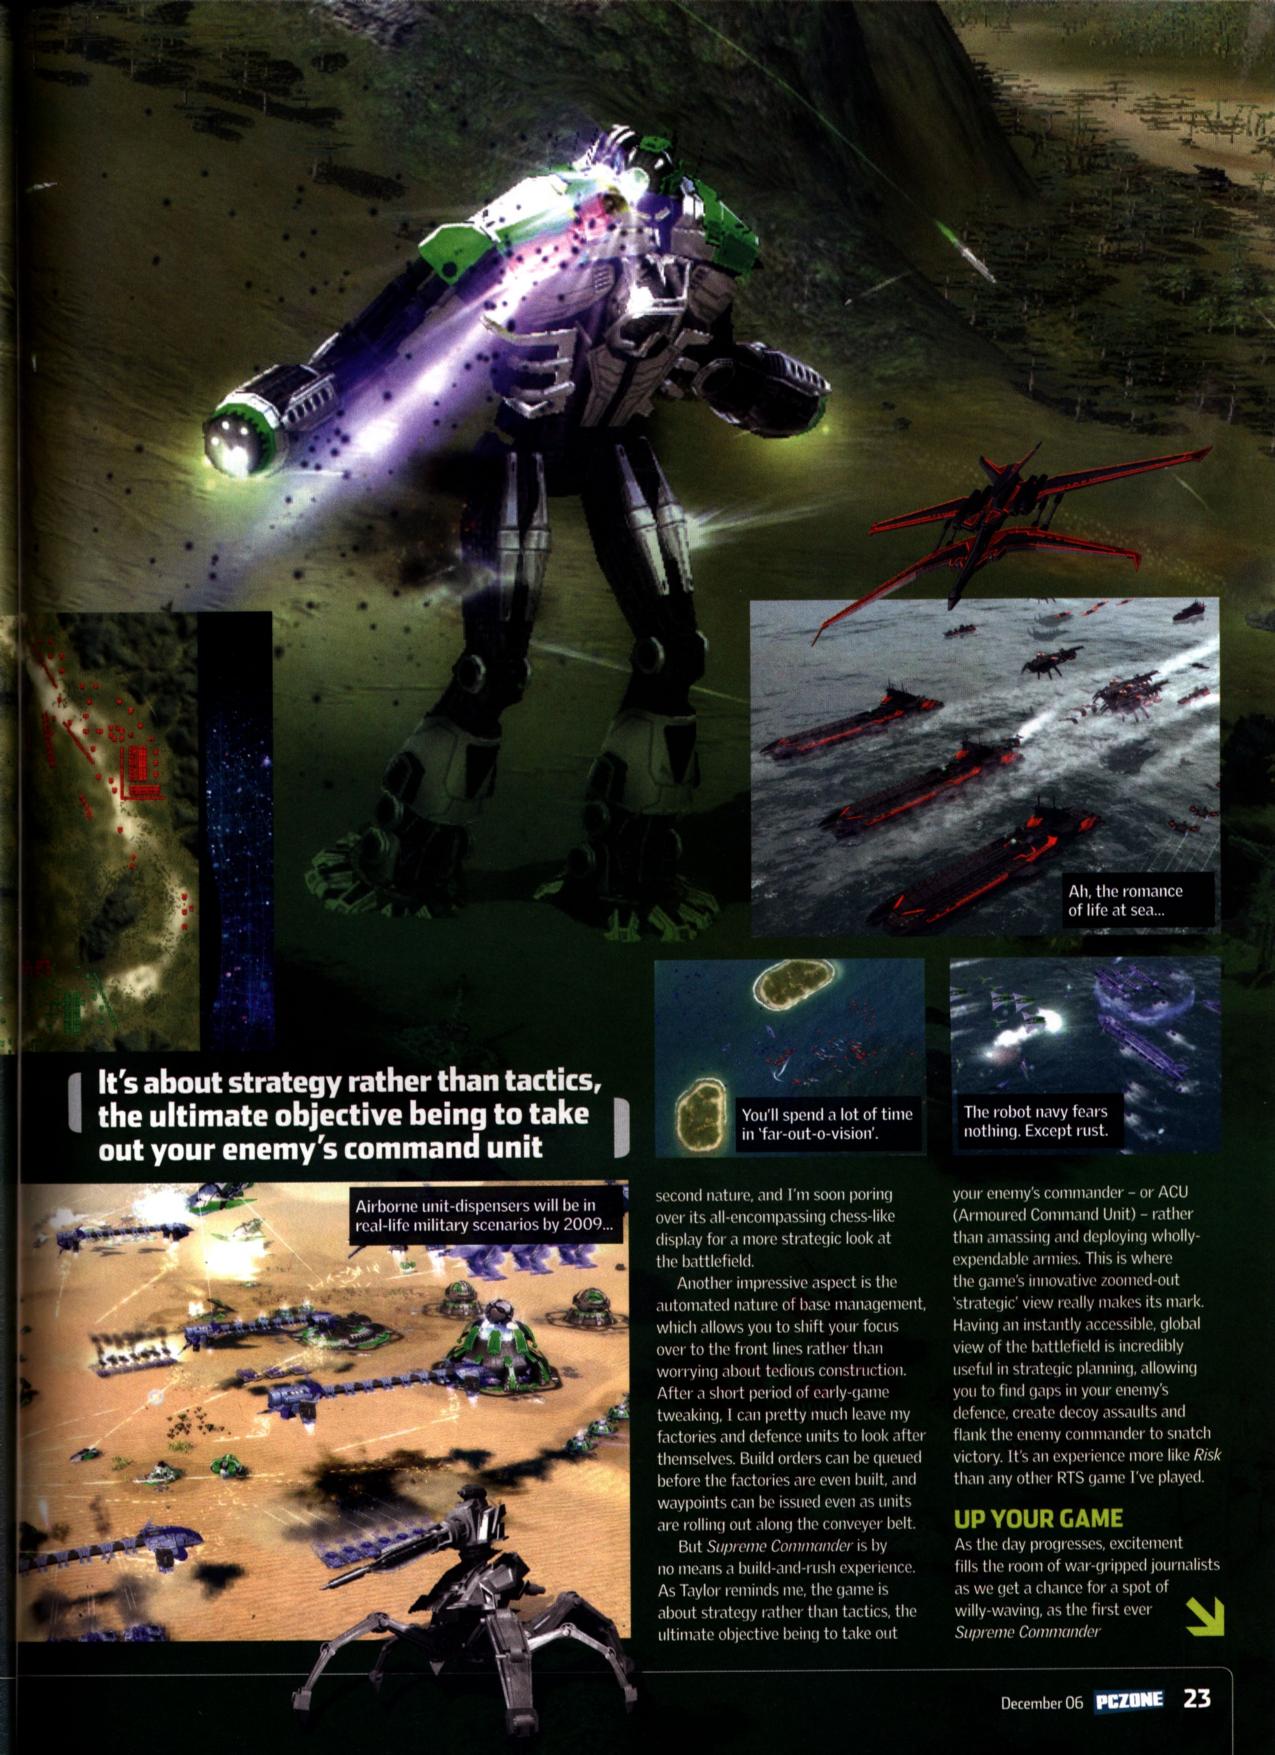 Ah, the romance
of life at sea...
You'll spend a lot of time
in 'far-out-o-vision'.
The robot navy fears
nothing. Except rust.
It's about strategy rather than tactics,
the ultimate objective being to take
out your enemy's command unit
Airborne unit-dispensers will be in
real-life military scenarios by 2009...
second nature, and I'm soon poring
over its all-encompassing chess-like
display for a more strategic look at
the battlefield.
Another impressive aspect is the
automated nature of base management,
which allows you to shift your focus
over to the front lines rather than
worrying about tedious construction.
After a short period of early-game
tweaking, I can pretty much leave my
factories and defence units to look after
themselves. Build orders can be queued
before the factories are even built, and
waypoints can be issued even as units
are rolling out along the conveyer belt.
But Supreme Commander is by
no means a build-and-rush experience.
As Taylor reminds me, the game is
about strategy rather than tactics, the
ultimate objective being to take out
your enemy's commander – or ACU
(Armoured Command Unit) – rather
than amassing and deploying wholly-
expendable armies. This is where
the game's innovative zoomed-out
'strategic' view really makes its mark.
Having an instantly accessible, global
view of the battlefield is incredibly
useful in strategic planning, allowing
you to find gaps in your enemy's
defence, create decoy assaults and
flank the enemy commander to snatch
victory. It's an experience more like Risk
than any other RTS game I've played.
UP YOUR GAME
As the day progresses, excitement
fills the room of war-gripped journalists
as we get a chance for a spot of
willy-waving, as the first ever
Supreme Commander
December 06 PCZONE 23